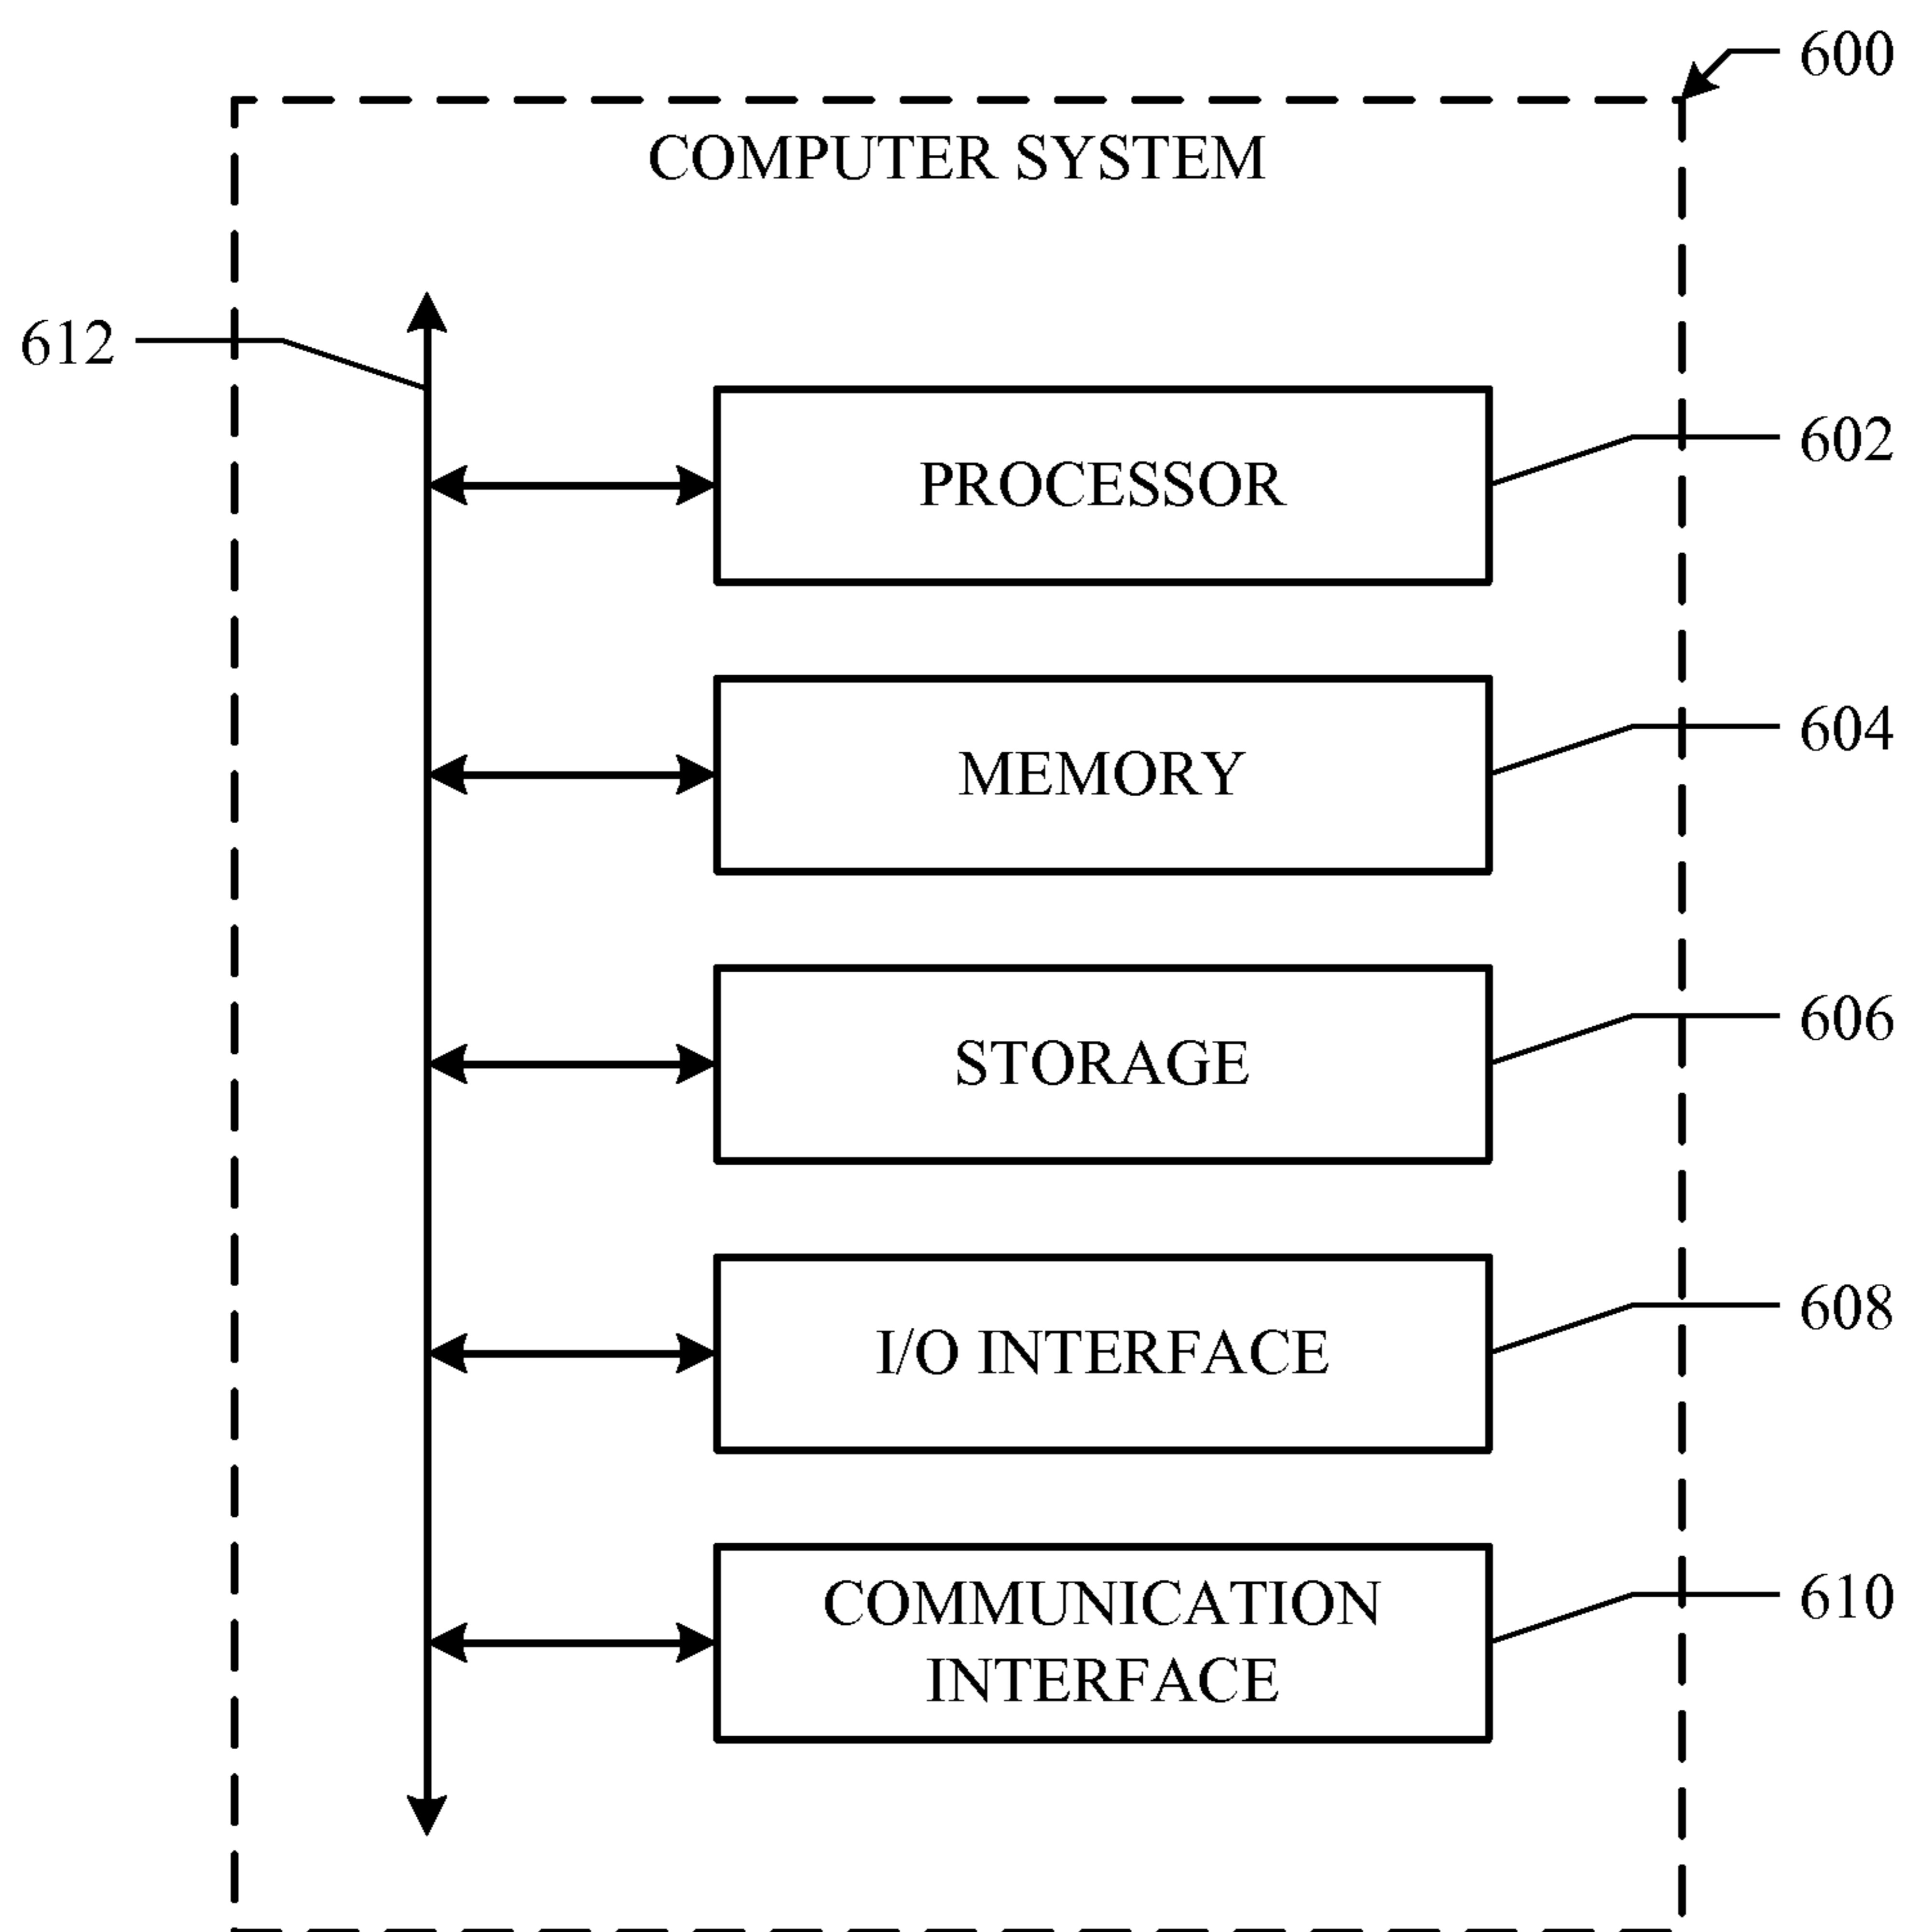 600
COMPUTER SYSTEM
612
602
PROCESSOR
604
MEMORY
606
STORAGE
608
I/O INTERFACE
610
COMMUNICATION
INTERFACE